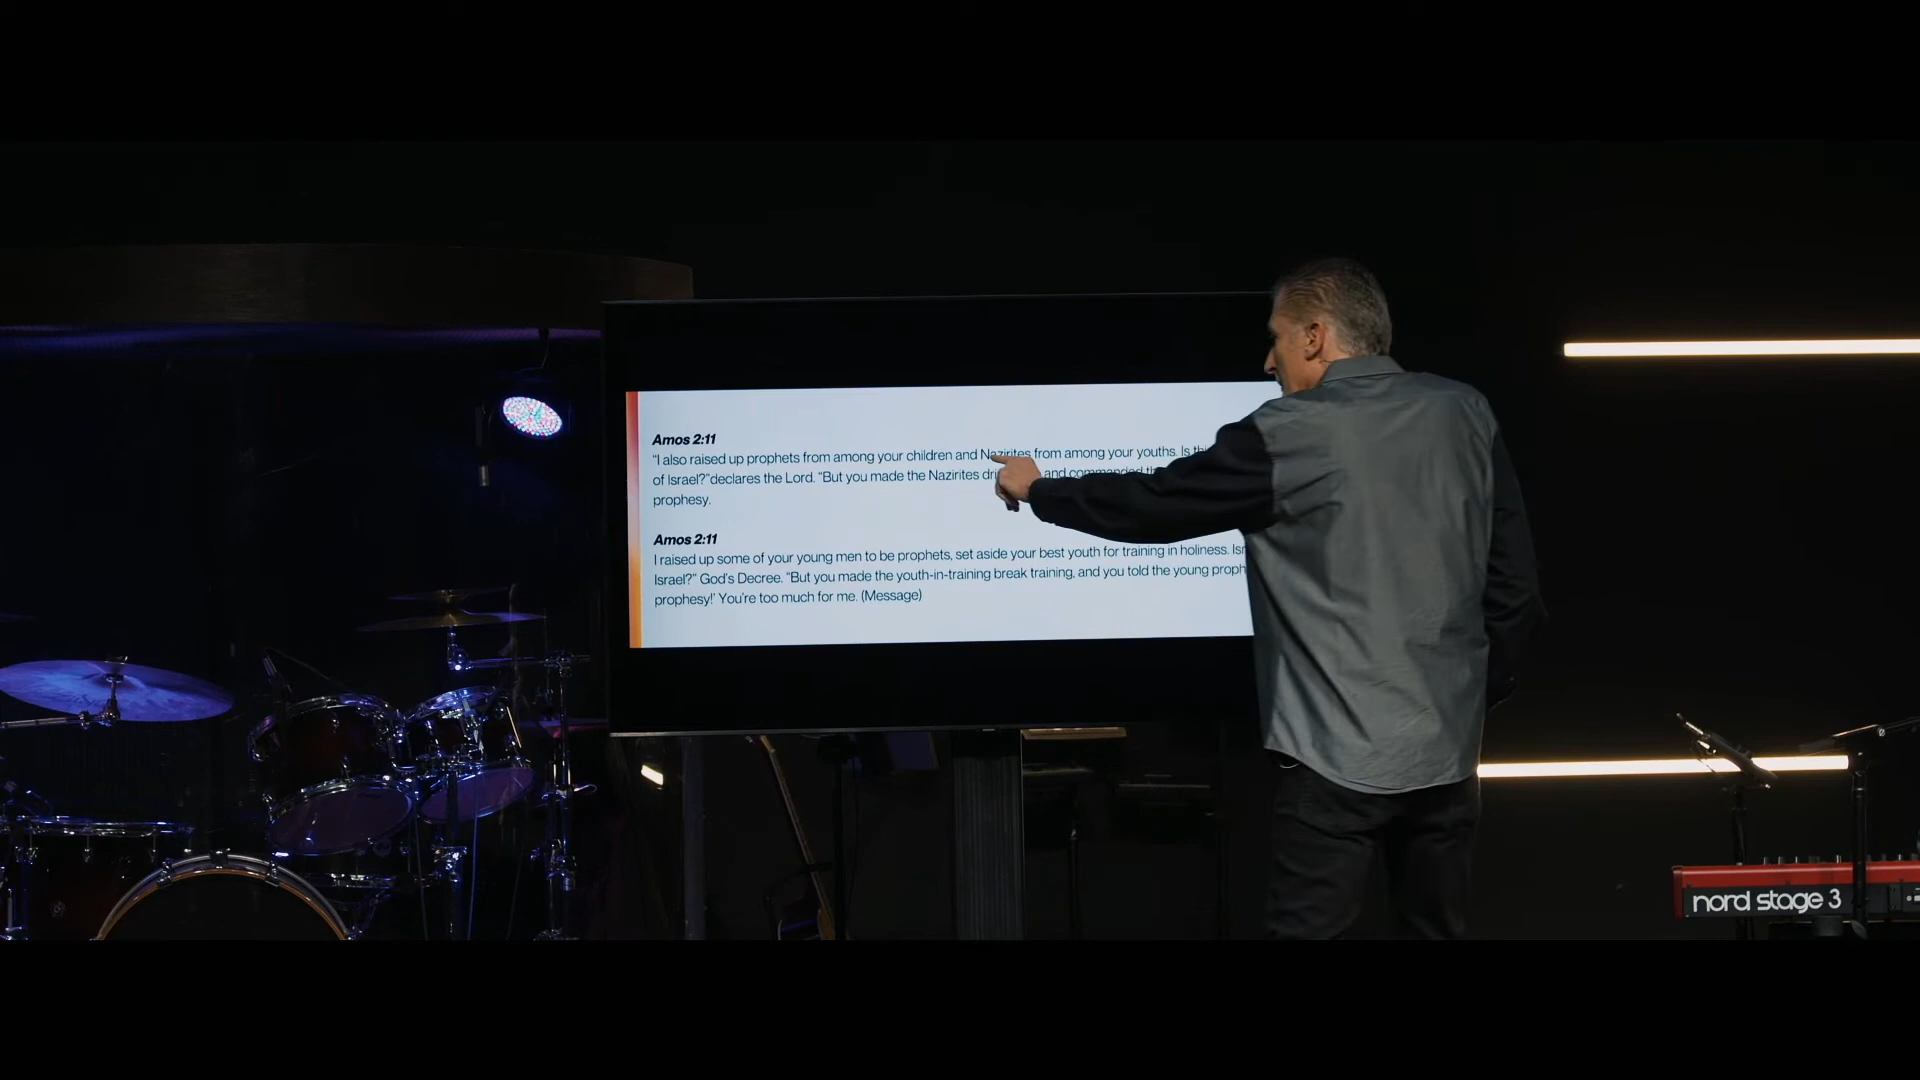 Amos 2:11
“I also raised up prophets from among your children and Nazirites from among your youths. Is
of Israel?”declares the Lord. “But you made the Nazirites and commanded
prophesy.
Amos 2:11
I raised up some of your young men to be prophets, set aside your best youth for training in holiness.
Israel?” God's Decree. “But you made the youth-in-training break training, and you told the young
prophesy!' You're too much for me. (Message)
nord stage 3